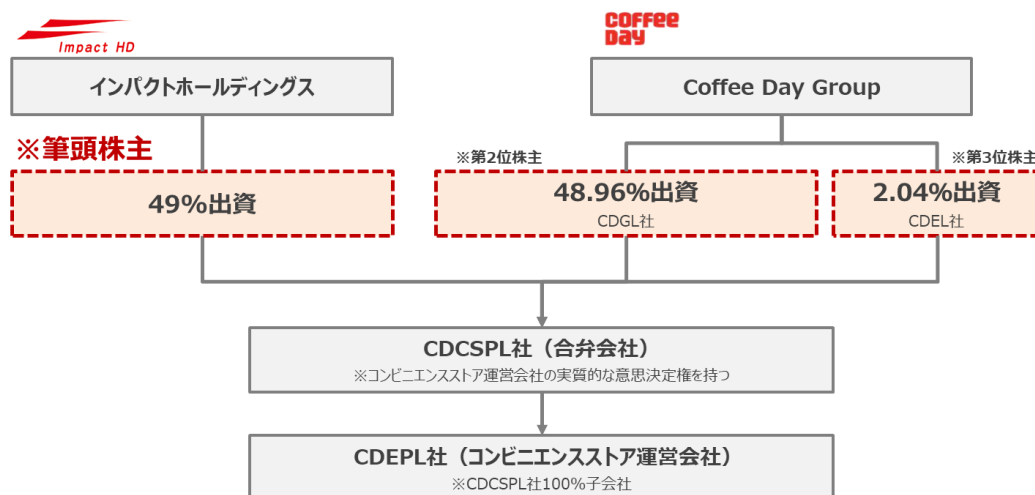 Impact HD
COFFEE
DAY
インパクトホールディングス
Coffee Day Group
※筆頭株主
※第2位株主
※第3位株主
49%出資
48.96%出資
CDGL社
2.04%出資
CDEL社
CDCSPL社（合弁会社）
※コンビニエンスストア運営会社の実質的な意思決定権を持つ
CDEPL社（コンビニエンスストア運営会社）
※CDCSPL社100%子会社